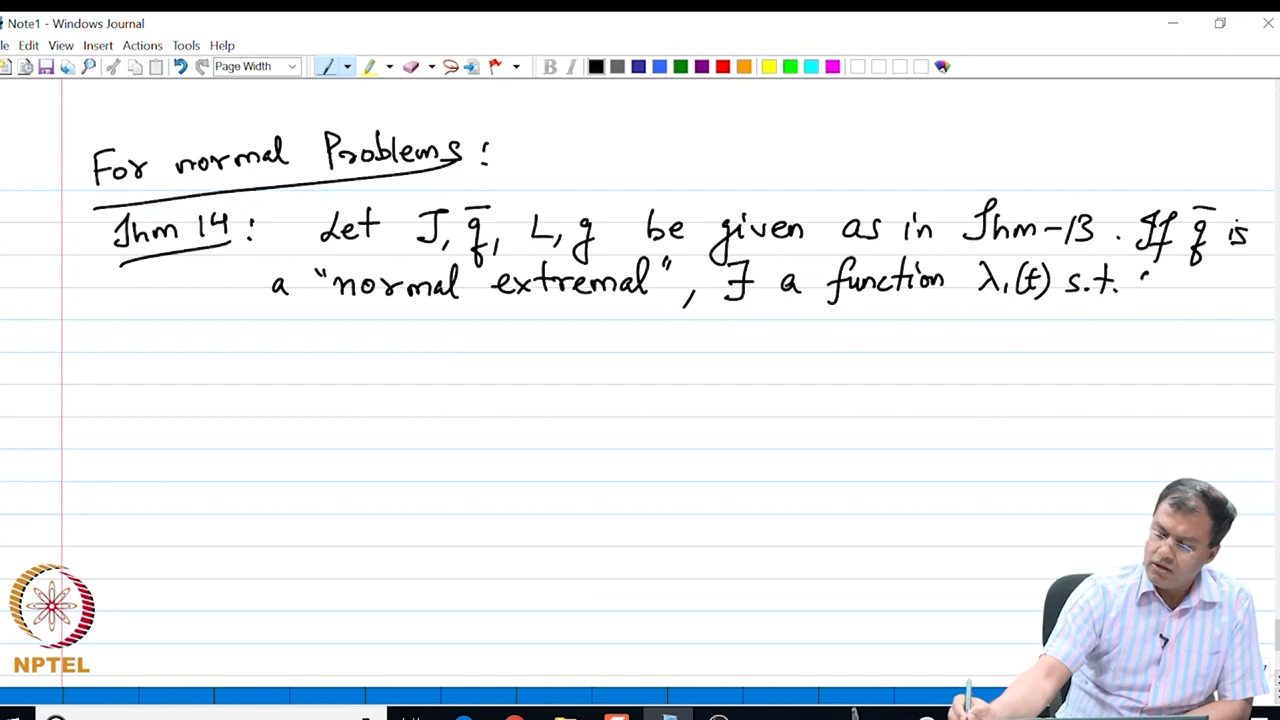 Note1 - Windows Journal
le Edit View Insert Actions Tools Help
Page Width
B I
For normal Problems :
Thm 14 : Let J, q̅, L, g be given as in Thm-13. If q̅ is
a "normal extremal", ∃ a function λ₁(t) s.t.
NPTEL